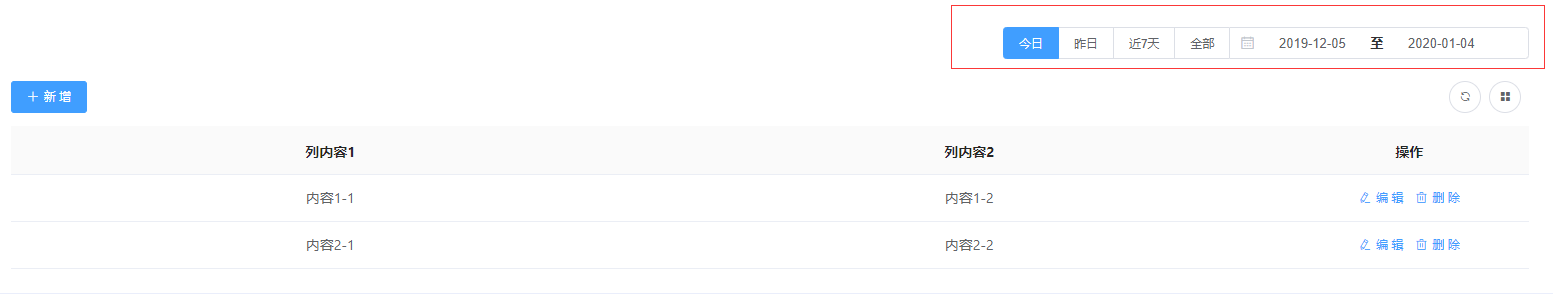 今日 昨日 近7天 全部 2019-12-05 至 2020-01-04
新增
列内容1 列内容2 操作
内容1-1 内容1-2 编辑 删除
内容2-1 内容2-2 编辑 删除